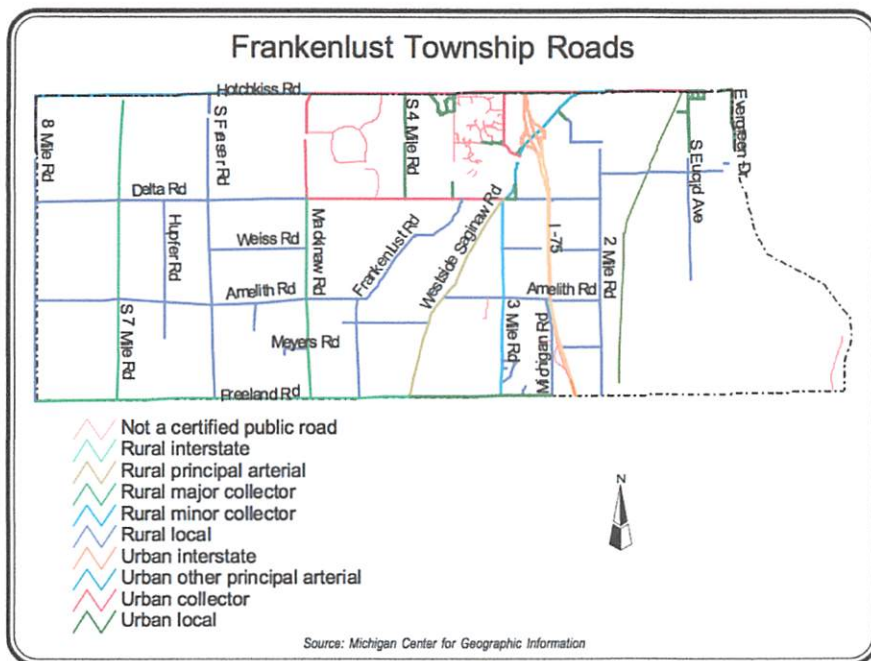 Frankenlust Township Roads
Hotchkiss Rd
8 Mile Rd
S Fraser Rd
S 4 Mile Rd
Evergreen Dr.
S Euclid Ave
Delta Rd
Hupfer Rd
Weiss Rd
Mackinaw Rd
Frankenlust Rd
Westside Saginaw Rd
I-75
2 Mile Rd
Amelith Rd
Amelith Rd
S 7 Mile Rd
Meyers Rd
3 Mile Rd
Michigan Rd
Freeland Rd
Not a certified public road
Rural interstate
Rural principal arterial
Rural major collector
Rural minor collector
Rural local
Urban interstate
Urban other principal arterial
Urban collector
Urban local
N
Source: Michigan Center for Geographic Information